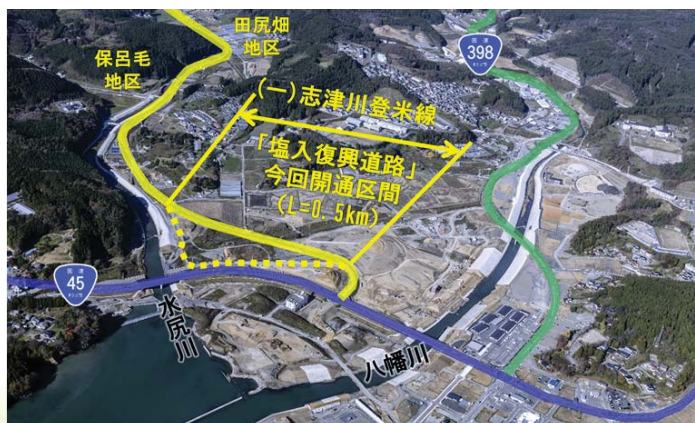 田尻畑
地区
保呂毛
地区
398
(一)志津川登米線
「塩入復興道路」
今回開通区間
(L=0.5km)
国道
45
水尻川
八幡川